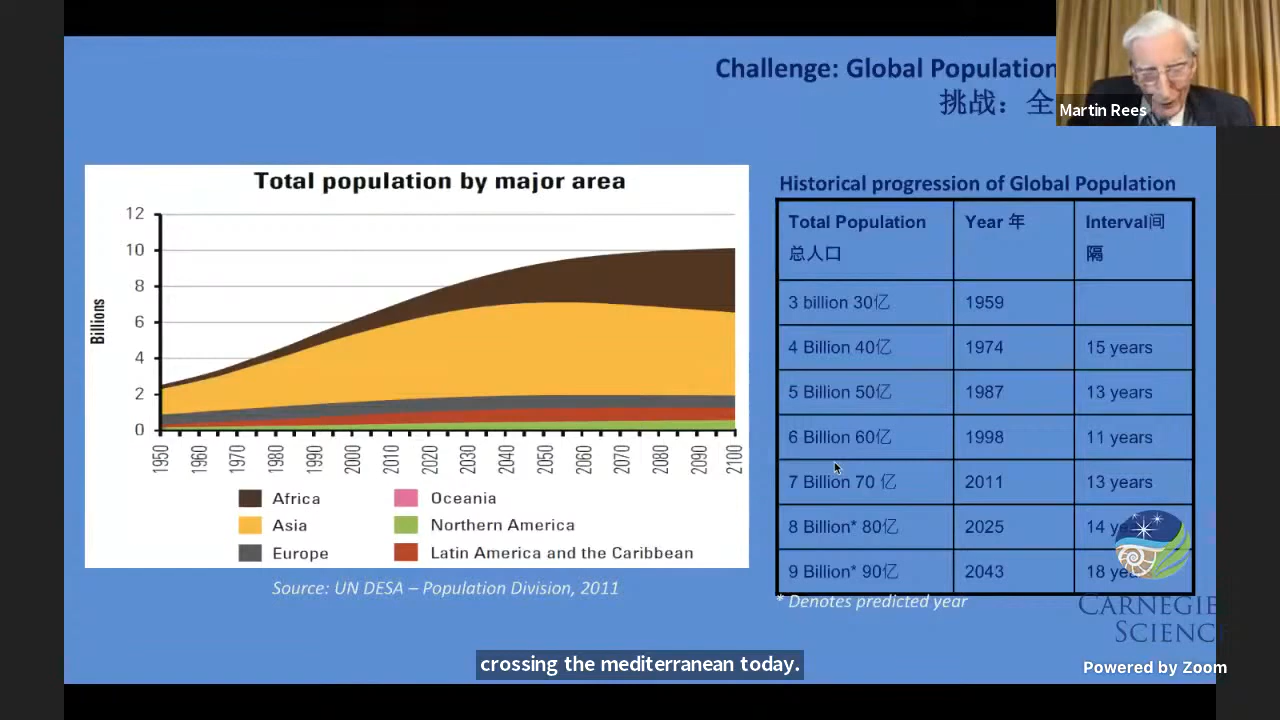 Challenge: Global Population
挑战：全
Martin Rees
Total population by major area
12
10
8
6
4
2
0
Billions
1950 1960 1970 1980 1990 2000 2010 2020 2030 2040 2050 2060 2070 2080 2090 2100
Africa Oceania
Asia Northern America
Europe Latin America and the Caribbean
Source: UN DESA – Population Division, 2011
Historical progression of Global Population
Total Population Year 年 Interval间
总人口 隔
3 billion 30亿 1959
4 Billion 40亿 1974 15 years
5 Billion 50亿 1987 13 years
6 Billion 60亿 1998 11 years
7 Billion 70 亿 2011 13 years
8 Billion* 80亿 2025 14
9 Billion* 90亿 2043 18
* Denotes predicted year
CARNEGIE
SCIENCE
crossing the mediterranean today.
Powered by Zoom